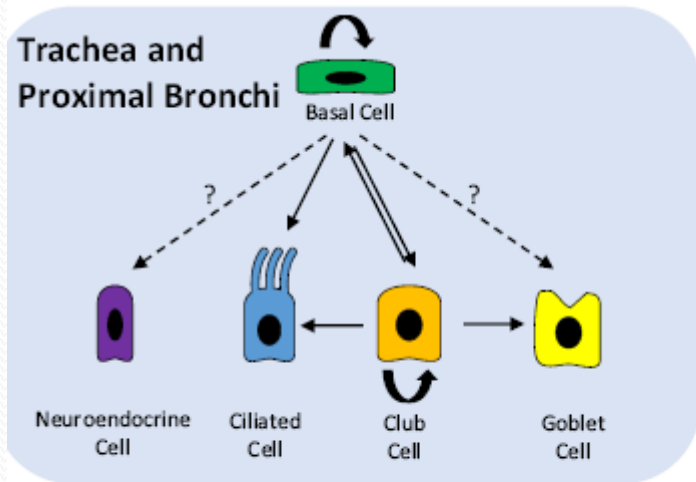 Trachea and
Proximal Bronchi
Basal Cell
?
?
Neuroendocrine
Cell
Ciliated
Cell
Club
Cell
Goblet
Cell